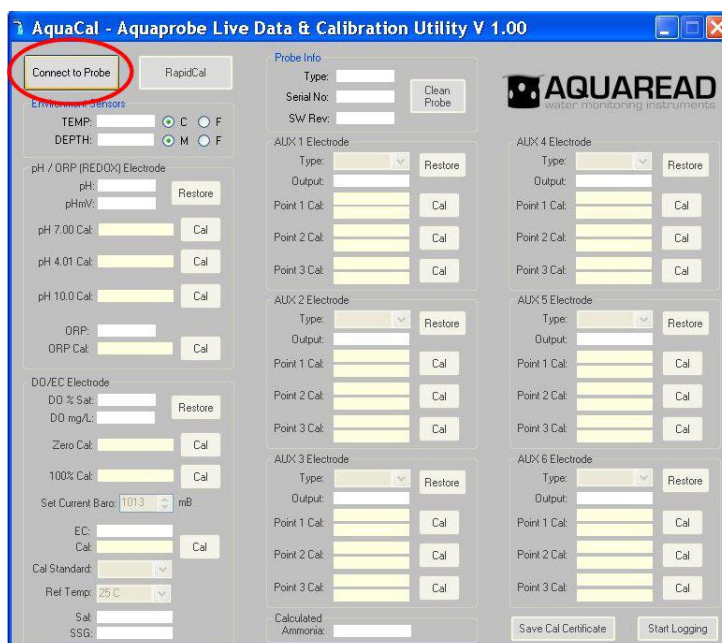 AquaCal - Aquaprobe Live Data & Calibration Utility V 1.00
Connect to Probe
RapidCal
Environment Sensors
TEMP:
C
F
DEPTH:
M
F
pH / ORP (REDOX) Electrode
pH:
pHmV:
Restore
pH 7.00 Cal:
Cal
pH 4.01 Cal:
Cal
pH 10.0 Cal:
Cal
ORP:
ORP Cal:
Cal
DO/EC Electrode
DO % Sat:
DO mg/L:
Restore
Zero Cal:
Cal
100% Cal:
Cal
Set Current Baro:
1013
mB
EC:
Cal:
Cal
Cal Standard:
Ref Temp:
25 C
Sal:
SSG:
Probe Info
Type:
Serial No:
SW Rev:
Clean
Probe
AUX 1 Electrode
Type:
Restore
Output:
Point 1 Cal:
Cal
Point 2 Cal:
Cal
Point 3 Cal:
Cal
AUX 2 Electrode
Type:
Restore
Output:
Point 1 Cal:
Cal
Point 2 Cal:
Cal
Point 3 Cal:
Cal
AUX 3 Electrode
Type:
Restore
Output:
Point 1 Cal:
Cal
Point 2 Cal:
Cal
Point 3 Cal:
Cal
Calculated
Ammonia:
AQUAREAD
water monitoring instruments
AUX 4 Electrode
Type:
Restore
Output:
Point 1 Cal:
Cal
Point 2 Cal:
Cal
Point 3 Cal:
Cal
AUX 5 Electrode
Type:
Restore
Output:
Point 1 Cal:
Cal
Point 2 Cal:
Cal
Point 3 Cal:
Cal
AUX 6 Electrode
Type:
Restore
Output:
Point 1 Cal:
Cal
Point 2 Cal:
Cal
Point 3 Cal:
Cal
Save Cal Certificate
Start Logging